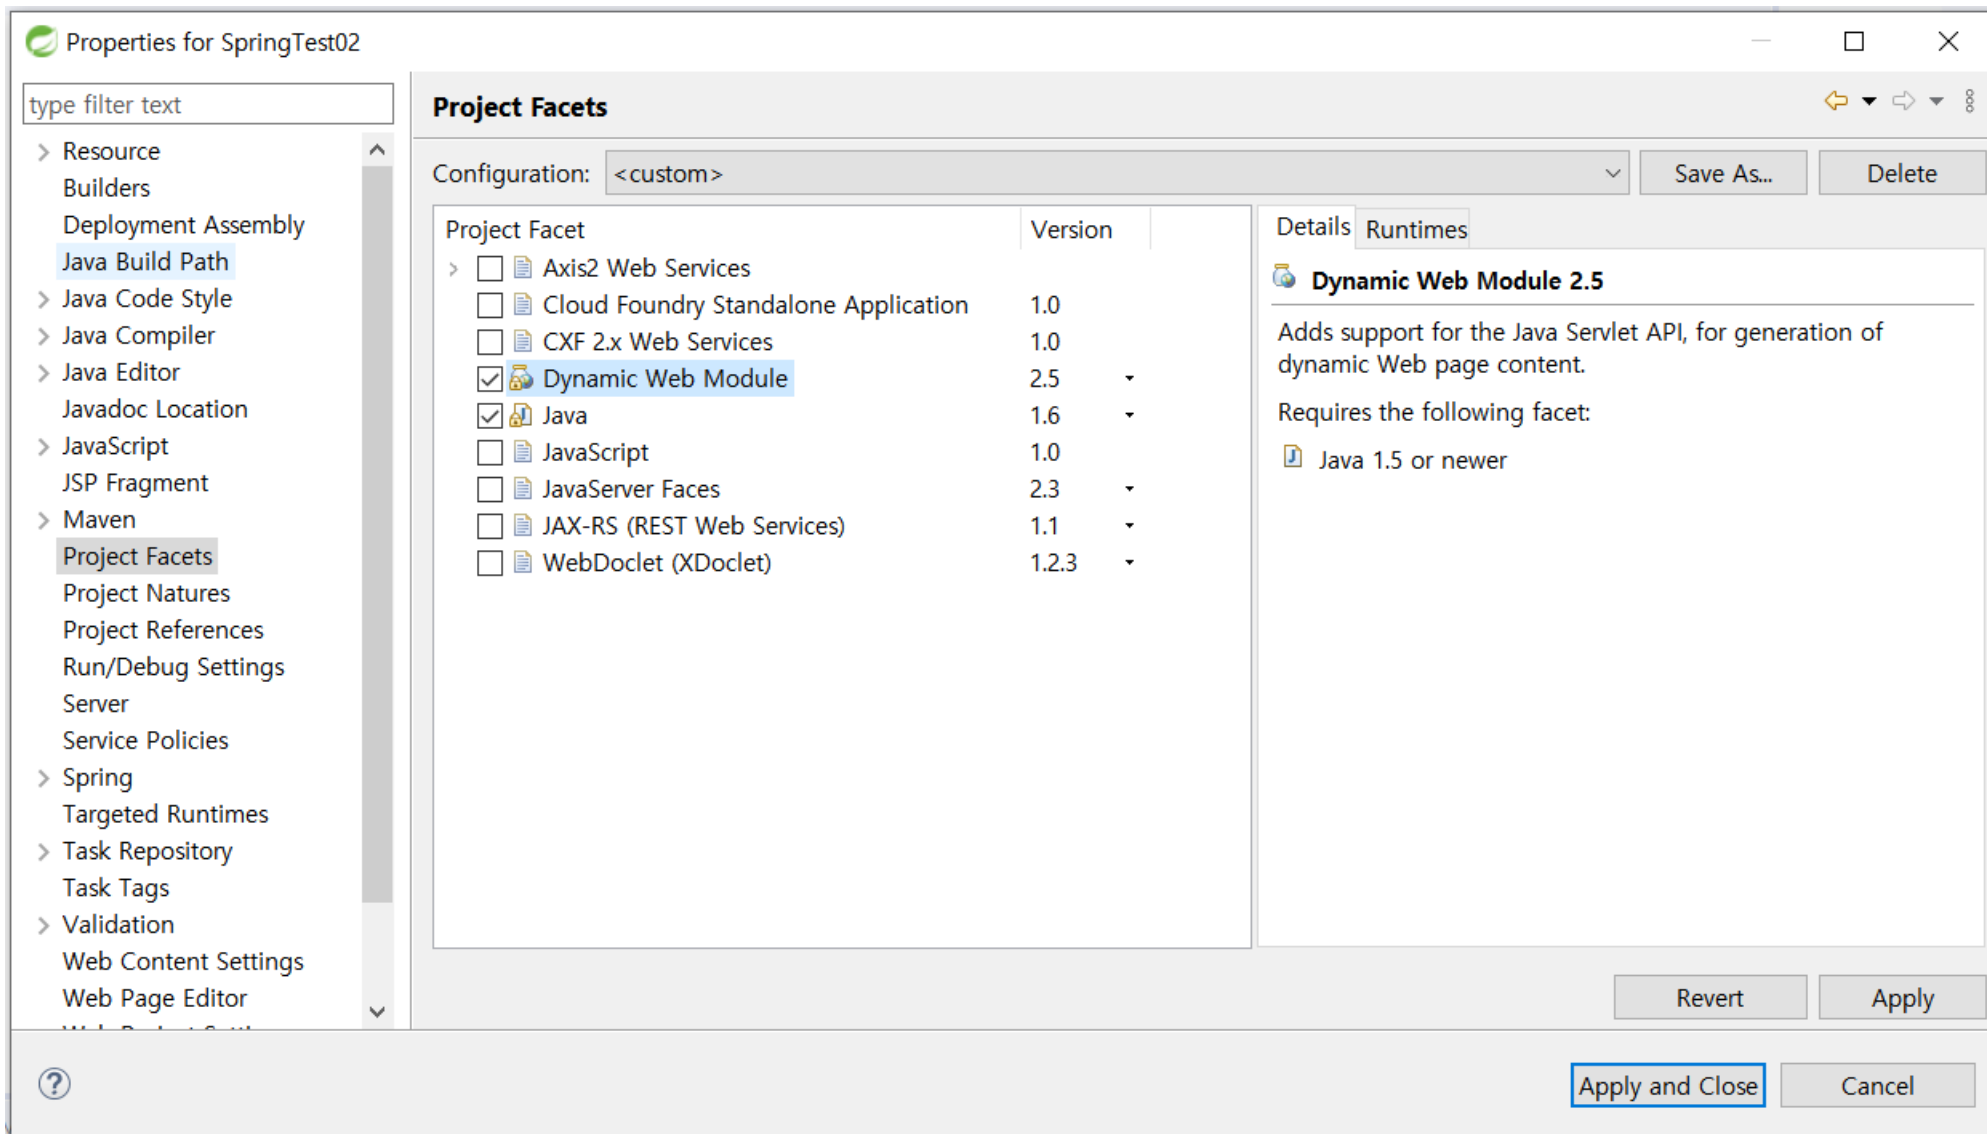 Properties for SpringTest02
type filter text
Resource
Builders
Deployment Assembly
Java Build Path
Java Code Style
Java Compiler
Java Editor
Javadoc Location
JavaScript
JSP Fragment
Maven
Project Facets
Project Natures
Project References
Run/Debug Settings
Server
Service Policies
Spring
Targeted Runtimes
Task Repository
Task Tags
Validation
Web Content Settings
Web Page Editor
Project Facets
Configuration: <custom> Save As... Delete
Project Facet Version
Axis2 Web Services
Cloud Foundry Standalone Application 1.0
CXF 2.x Web Services 1.0
Dynamic Web Module 2.5
Java 1.6
JavaScript 1.0
JavaServer Faces 2.3
JAX-RS (REST Web Services) 1.1
WebDoclet (XDoclet) 1.2.3
Details Runtimes
Dynamic Web Module 2.5
Adds support for the Java Servlet API, for generation of
dynamic Web page content.
Requires the following facet:
Java 1.5 or newer
Revert Apply
Apply and Close Cancel